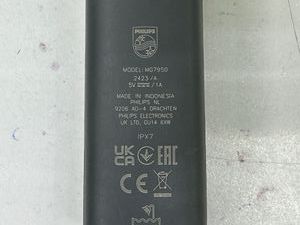 PHILIPS
MODEL: MG7950
2423/A
5V 1A
MADE IN INDONESIA
PHILIPS NL
9206 AD-4 DRACHTEN
PHILIPS ELECTRONICS
UK LTD, GU14 6XW
IPX7
UK CA EAC
CE